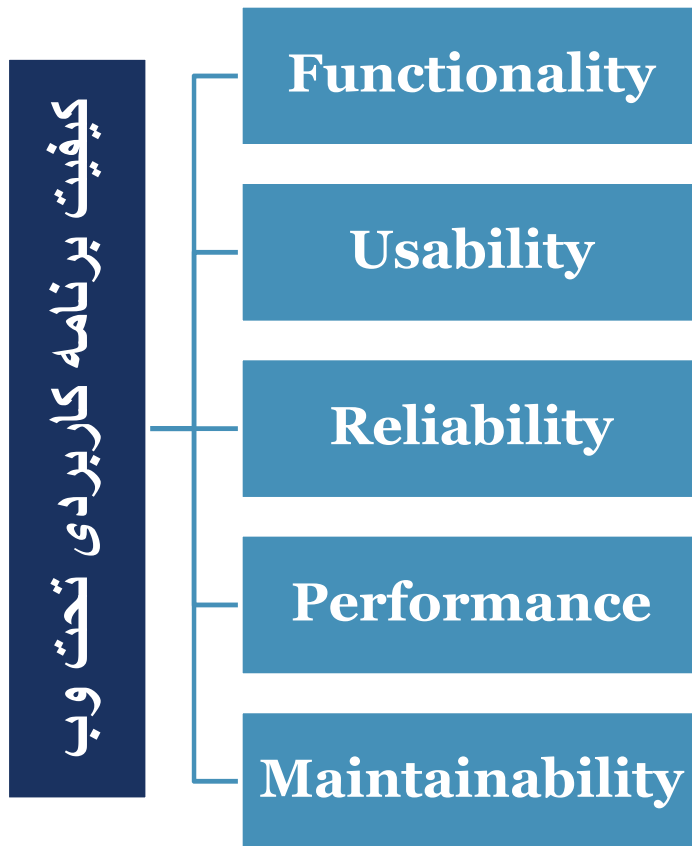 کیفیت برنامه کاربردی تحت وب
Functionality
Usability
Reliability
Performance
Maintainability